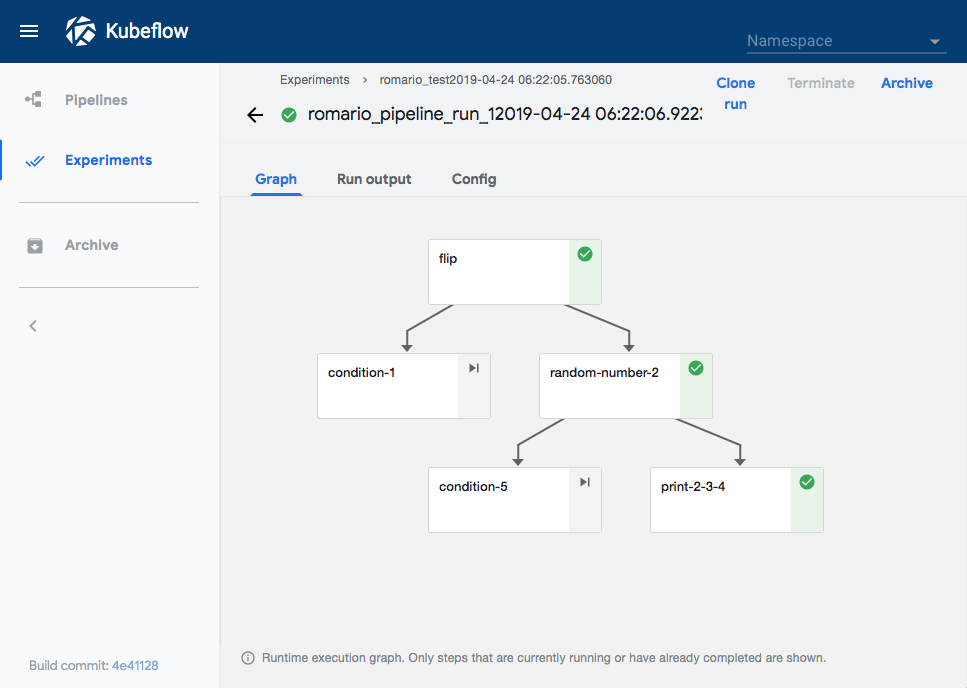 Kubeflow
Namespace
Pipelines
Experiments
Archive
Build commit: 4e41128
Experiments › romario_test2019-04-24 06:22:05.763060
romario_pipeline_run_12019-04-24 06:22:06.922
Clone
run
Terminate
Archive
Graph
Run output
Config
flip
condition-1
random-number-2
condition-5
print-2-3-4
Runtime execution graph. Only steps that are currently running or have already completed are shown.